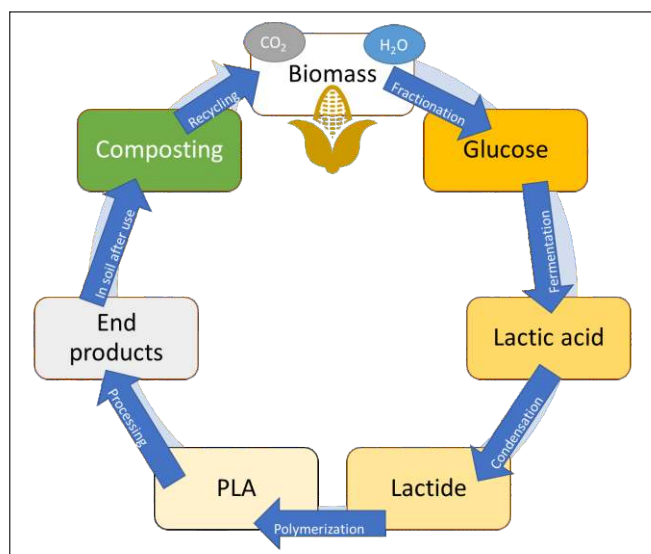 CO₂
H₂O
Biomass
Fractionation
Glucose
Fermentation
Lactic acid
Condensation
Lactide
Polymerization
PLA
Processing
End
products
In soil after use
Composting
Recycling